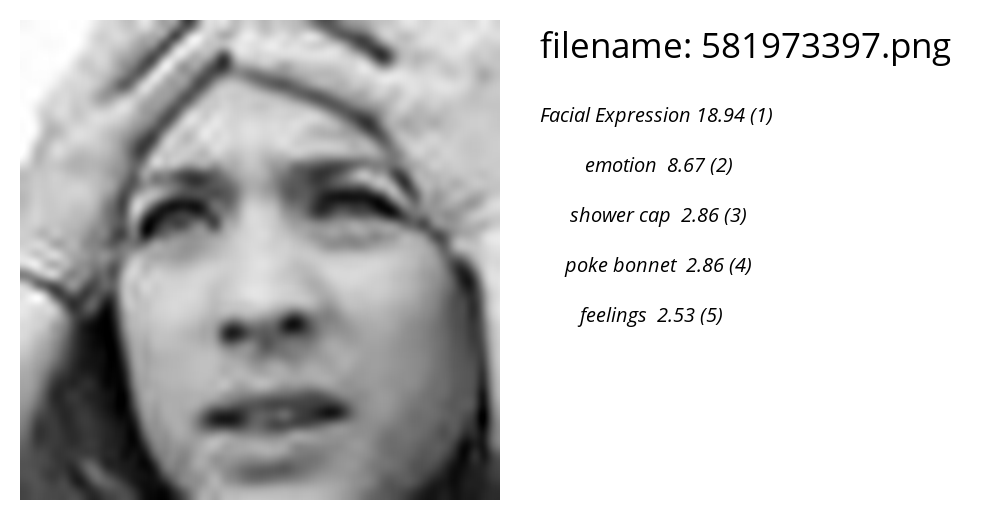 filename: 581973397.png
Facial Expression 18.94 (1)
emotion 8.67 (2)
shower cap 2.86 (3)
poke bonnet 2.86 (4)
feelings 2.53 (5)